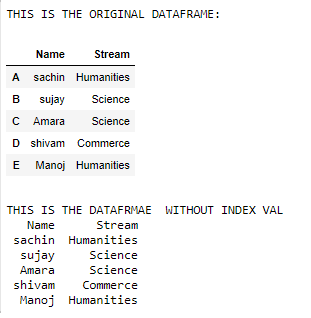 THIS IS THE ORIGINAL DATAFRAME:
Name Stream
A sachin Humanities
B sujay Science
C Amara Science
D shivam Commerce
E Manoj Humanities
THIS IS THE DATAFRMAE WITHOUT INDEX VAL
Name Stream
sachin Humanities
sujay Science
Amara Science
shivam Commerce
Manoj Humanities